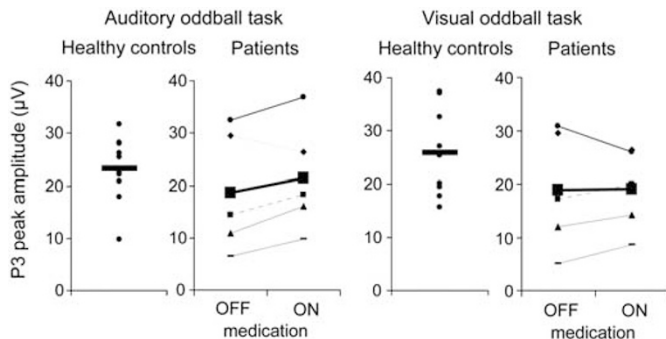 Auditory oddball task
Visual oddball task
Healthy controls
Patients
Healthy controls
Patients
P3 peak amplitude (µV)
40
30
20
10
0
40
30
20
10
0
OFF
ON
medication
40
30
20
10
0
40
30
20
10
0
OFF
ON
medication